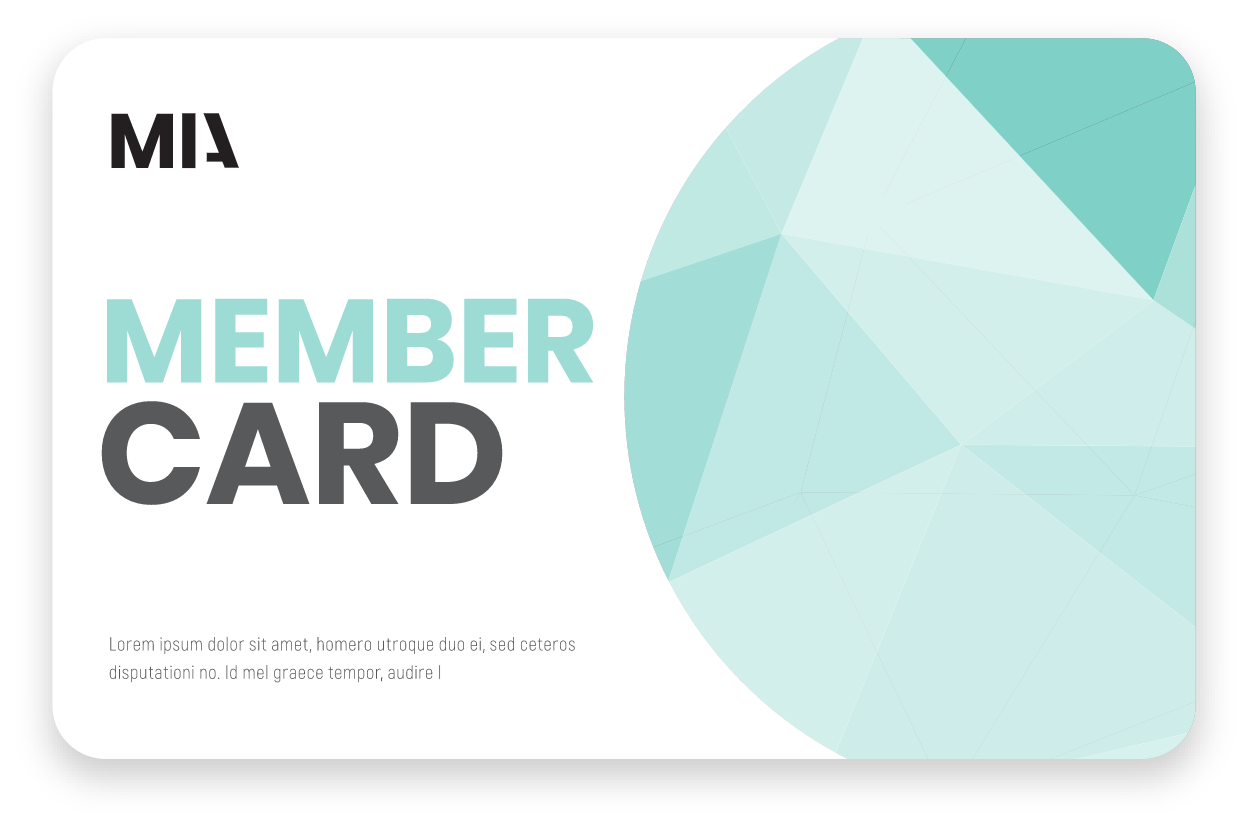 MIA
MEMBER
CARD
Lorem ipsum dolor sit amet, homero utroque duo ei, sed ceteros
disputationi no. Id mel graece tempor, audire l